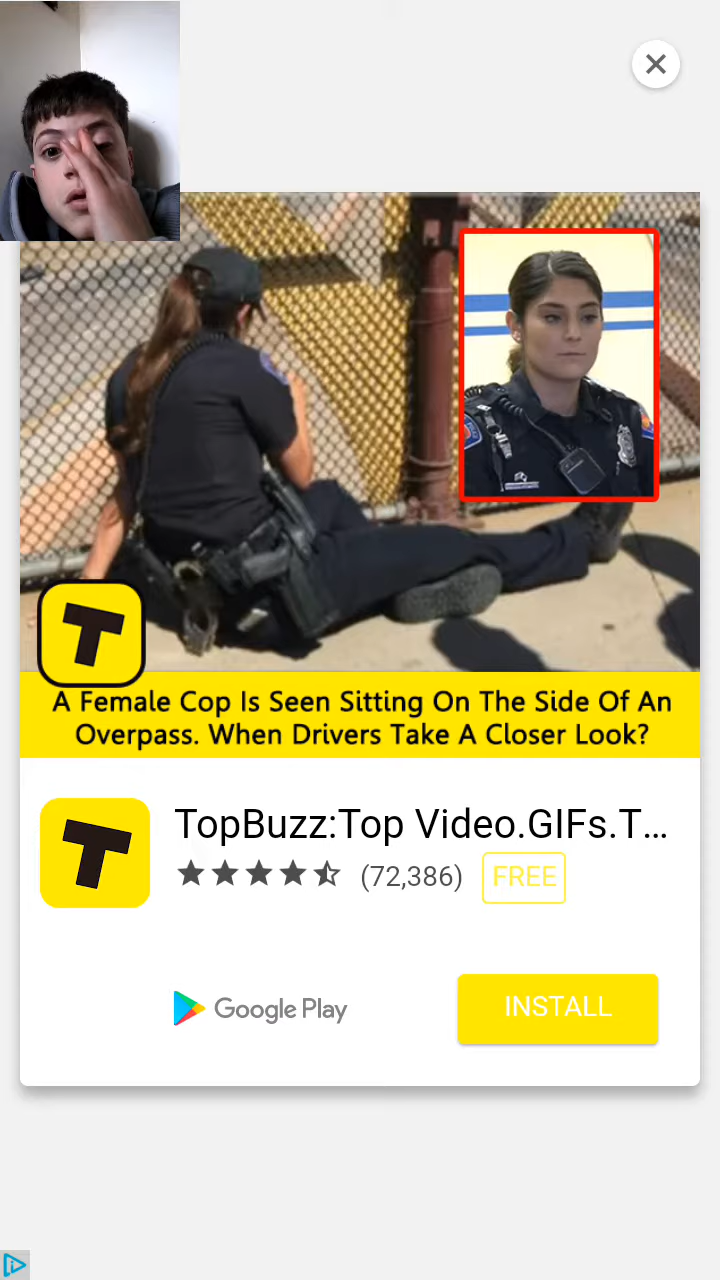 A Female Cop Is Seen Sitting On The Side Of An
Overpass. When Drivers Take A Closer Look?
TopBuzz:Top Video.GIFs.T...
(72,386) FREE
Google Play
INSTALL